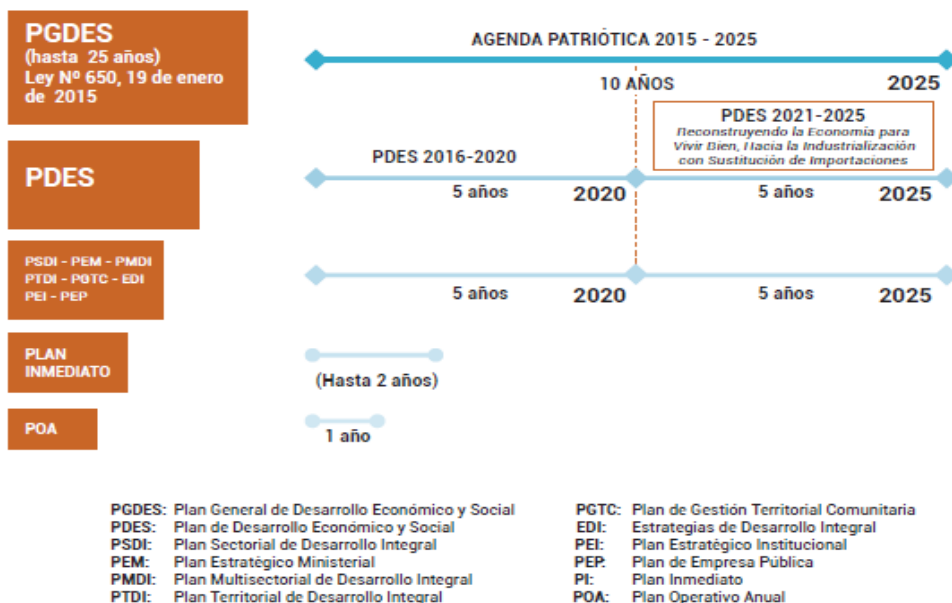 PGDES
(hasta 25 años)
Ley Nº 650, 19 de enero
de 2015
AGENDA PATRIÓTICA 2015 - 2025
10 AÑOS
2025
PDES
PDES 2016-2020
PDES 2021-2025
Reconstruyendo la Economía para
Vivir Bien, Hacia la Industrialización
con Sustitución de Importaciones
5 años
2020
5 años
2025
PSDI - PEM - PMDI
PTDI - PGTC - EDI
PEI - PEP
5 años
2020
5 años
2025
PLAN
INMEDIATO
(Hasta 2 años)
POA
1 año
PGDES: Plan General de Desarrollo Económico y Social
PDES: Plan de Desarrollo Económico y Social
PSDI: Plan Sectorial de Desarrollo Integral
PEM: Plan Estratégico Ministerial
PMDI: Plan Multisectorial de Desarrollo Integral
PTDI: Plan Territorial de Desarrollo Integral
PGTC: Plan de Gestión Territorial Comunitaria
EDI: Estrategias de Desarrollo Integral
PEI: Plan Estratégico Institucional
PEP: Plan de Empresa Pública
PI: Plan Inmediato
POA: Plan Operativo Anual